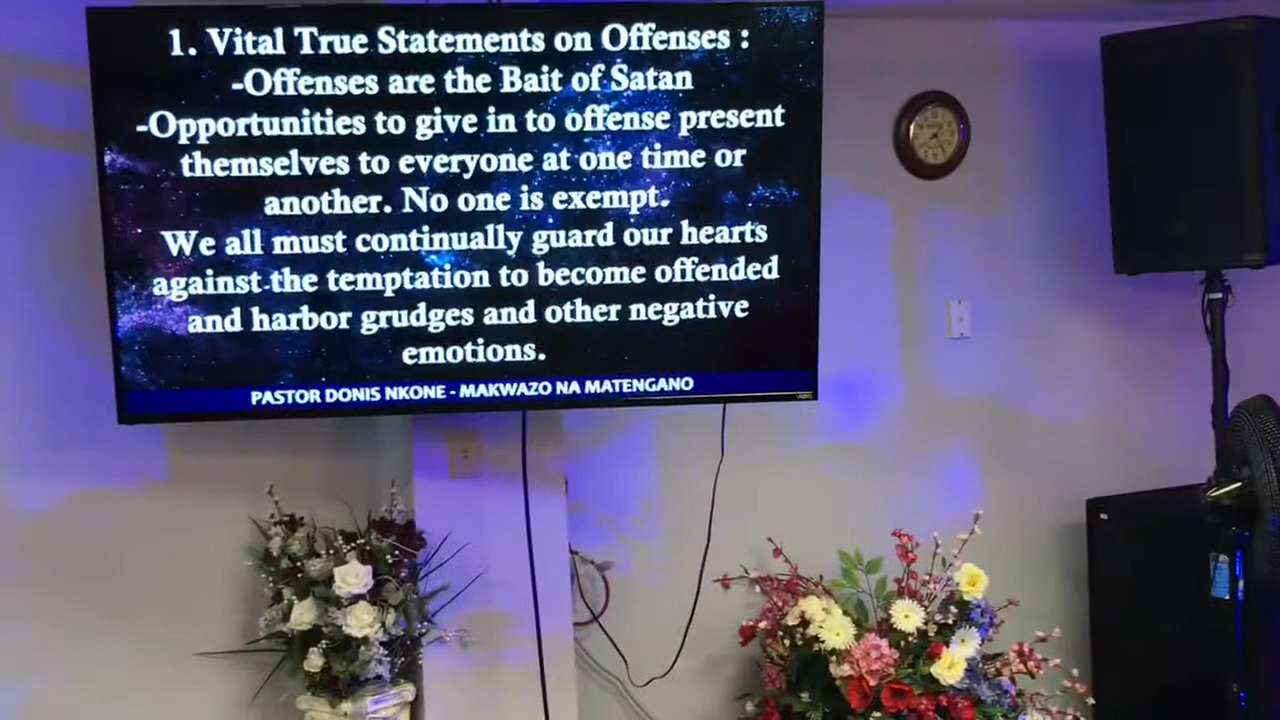 1. Vital True Statements on Offenses :
-Offenses are the Bait of Satan
-Opportunities to give in to offense present
themselves to everyone at one time or
another. No one is exempt.
We all must continually guard our hearts
against the temptation to become offended
and harbor grudges and other negative
emotions.
PASTOR DONIS NKONE - MAKWAZO NA MATENGANO
VIZIO